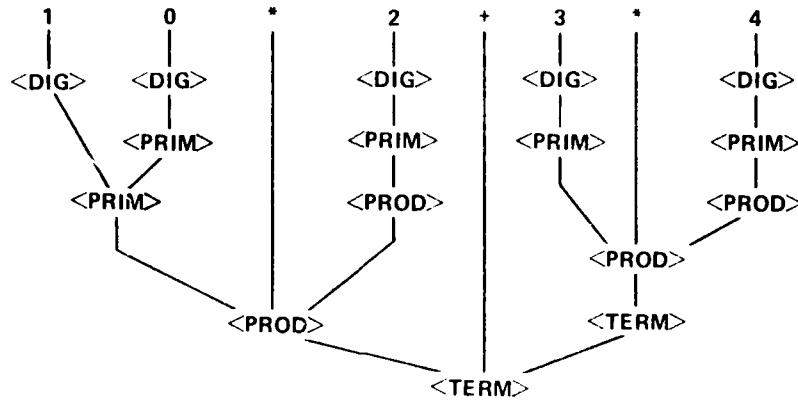 1 0 * 2 + 3 * 4
<DIG> <DIG> <DIG> <DIG> <DIG>
<PRIM> <PRIM> <PRIM> <PRIM>
<PRIM> <PROD> <PROD>
<PROD>
<PROD> <TERM>
<TERM>